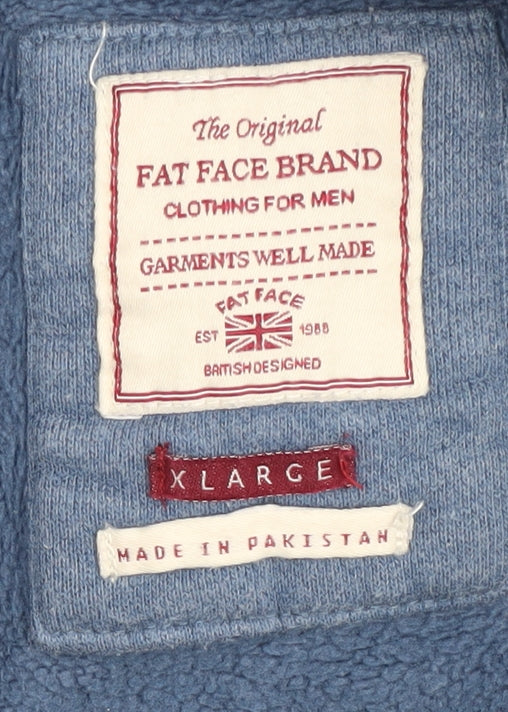 The Original
FAT FACE BRAND
CLOTHING FOR MEN
GARMENTS WELL MADE
FAT FACE
EST 1988
BRITISH DESIGNED
XLARGE
MADE IN PAKISTAN